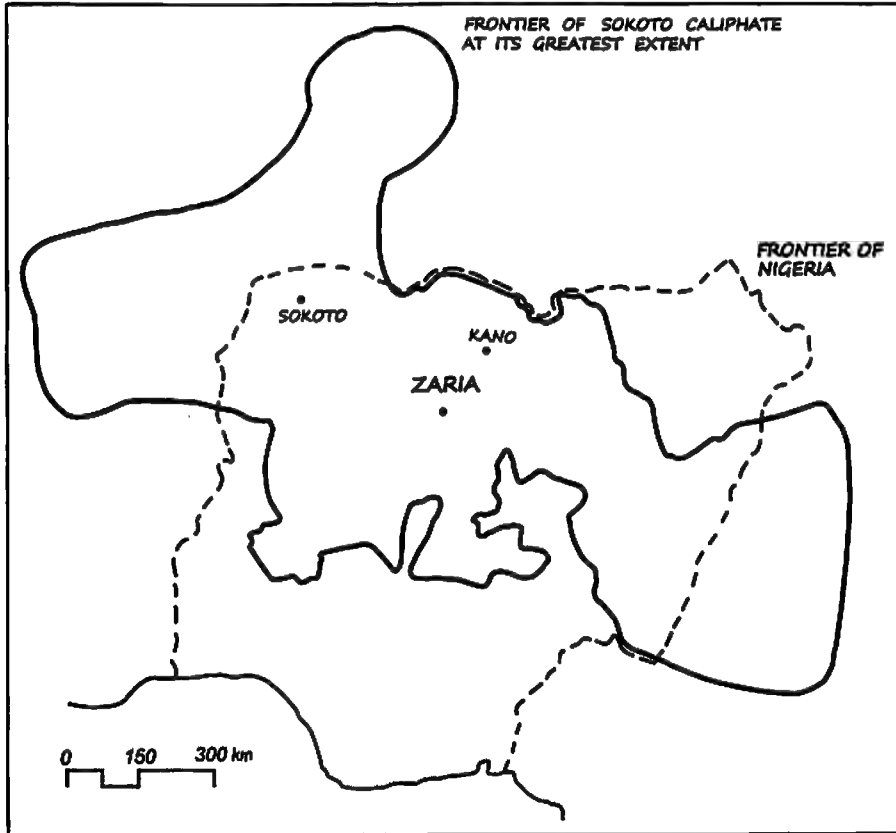 FRONTIER OF SOKOTO CALIPHATE
AT ITS GREATEST EXTENT
FRONTIER OF
NIGERIA
SOKOTO
KANO
ZARIA
0 150 300 km